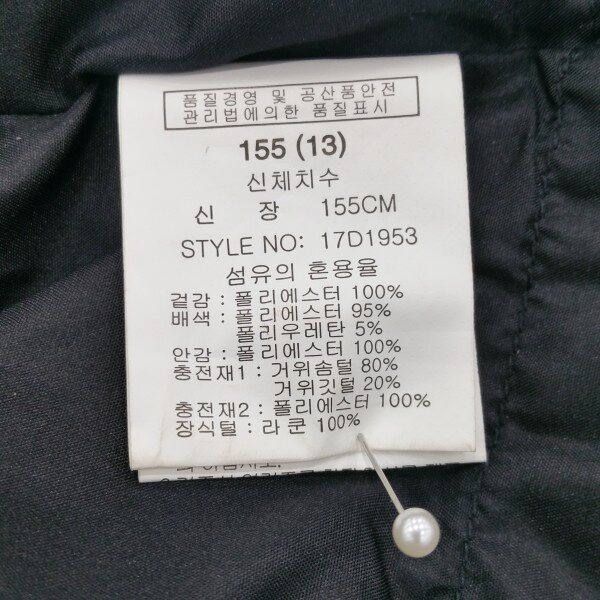 품질경영 및 공산품안전
관리법에의한 품질표시
155 (13)
신체치수
신 장 155CM
STYLE NO: 17D1953
섬유의 혼용율
겉감 : 폴리에스터 100%
배색 : 폴리에스터 95%
폴리우레탄 5%
안감 : 폴리에스터 100%
충전재1 : 거위솜털 80%
거위깃털 20%
충전재2 : 폴리에스터 100%
장식털 : 라쿤 100%